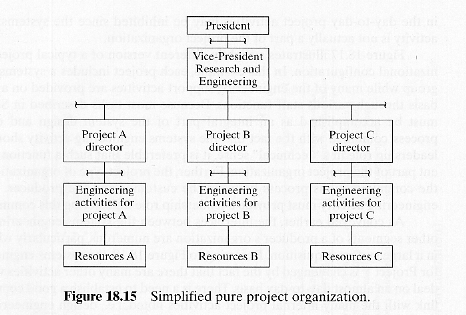 President
Vice-President
Research and
Engineering
Project A
director
Project B
director
Project C
director
Engineering
activities for
project A
Engineering
activities for
project B
Engineering
activities for
project C
Resources A
Resources B
Resources C
Figure 18.15 Simplified pure project organization.